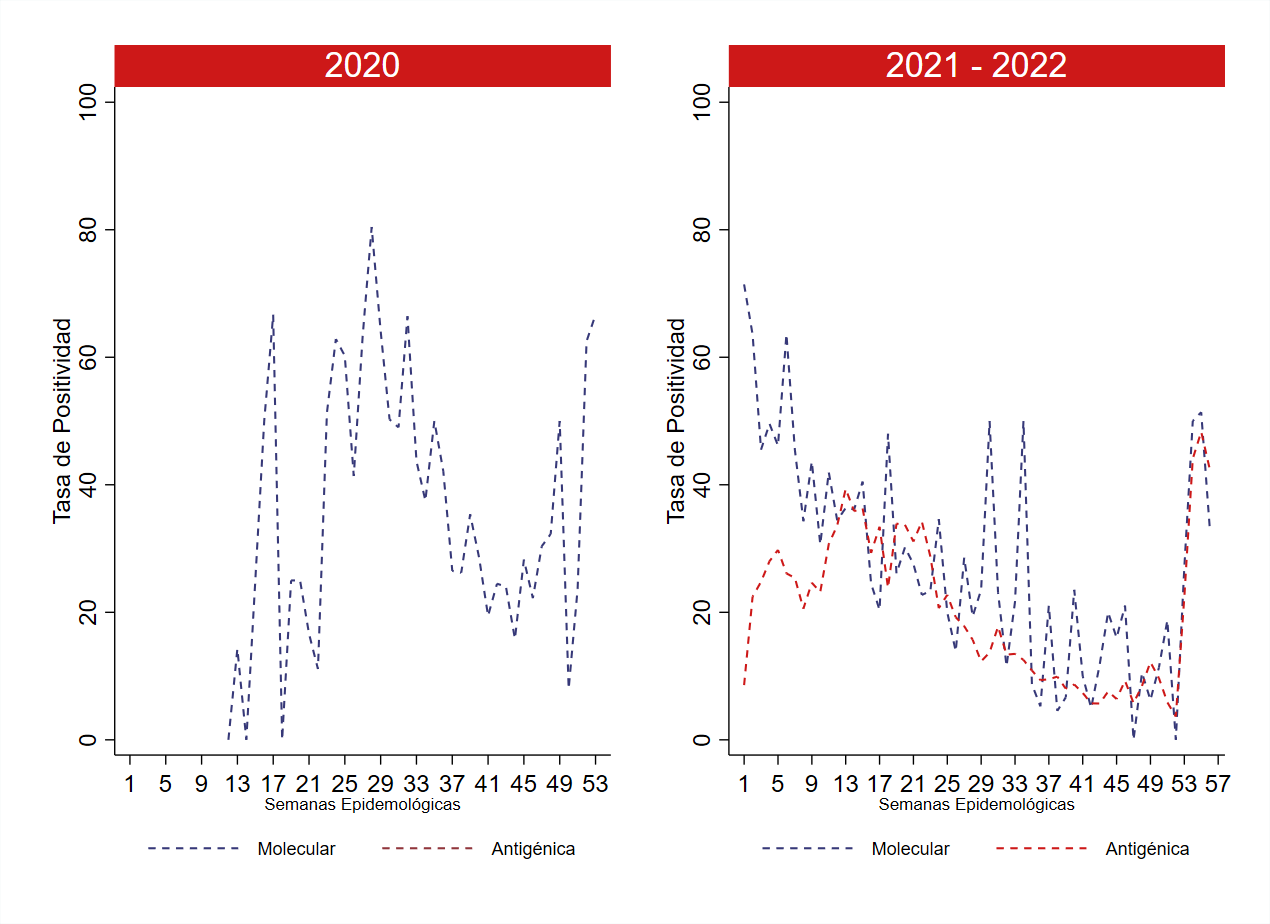 2020
Tasa de Positividad
100
80
60
40
20
0
1 5 9 13 17 21 25 29 33 37 41 45 49 53
Semanas Epidemológicas
Molecular Antigénica
2021 - 2022
Tasa de Positividad
100
80
60
40
20
0
1 5 9 13 17 21 25 29 33 37 41 45 49 53 57
Semanas Epidemológicas
Molecular Antigénica